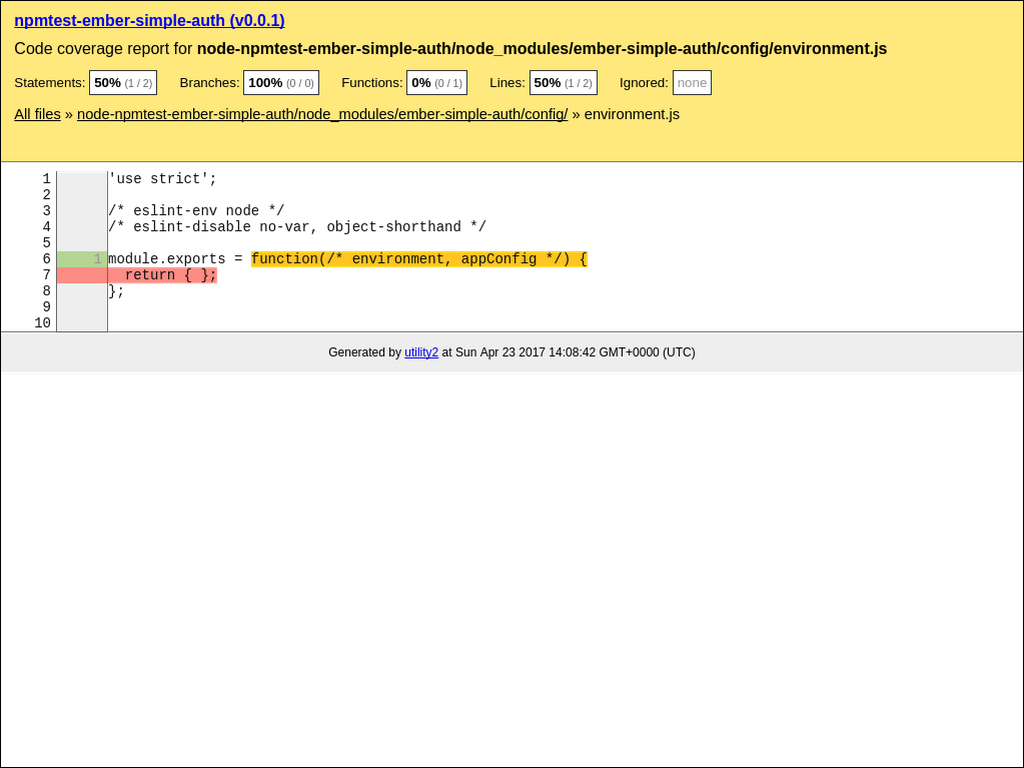 npmtest-ember-simple-auth (v0.0.1)
Code coverage report for node-npmtest-ember-simple-auth/node_modules/ember-simple-auth/config/environment.js
Statements: 50% (1 / 2) Branches: 100% (0 / 0) Functions: 0% (0 / 1) Lines: 50% (1 / 2) Ignored: none
All files » node-npmtest-ember-simple-auth/node_modules/ember-simple-auth/config/ » environment.js
1 'use strict';
2
3 /* eslint-env node */
4 /* eslint-disable no-var, object-shorthand */
5
6 1 module.exports = function(/* environment, appConfig */) {
7 return { };
8 };
9
10
Generated by utility2 at Sun Apr 23 2017 14:08:42 GMT+0000 (UTC)